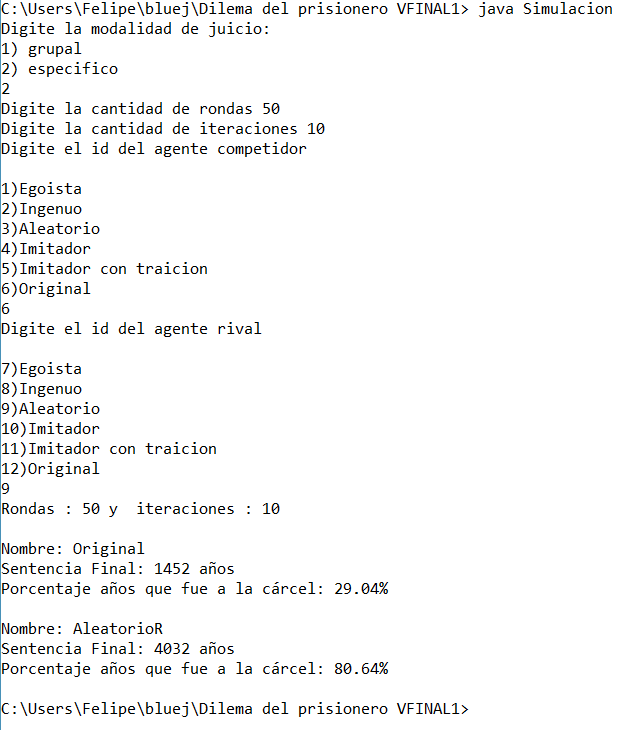 C:\Users\Felipe\bluej\Dilema del prisionero VFINAL1> java Simulacion
Digite la modalidad de juicio:
1) grupal
2) especifico
2
Digite la cantidad de rondas 50
Digite la cantidad de iteraciones 10
Digite el id del agente competidor
1)Egoista
2)Ingenuo
3)Aleatorio
4)Imitador
5)Imitador con traicion
6)Original
6
Digite el id del agente rival
7)Egoista
8)Ingenuo
9)Aleatorio
10)Imitador
11)Imitador con traicion
12)Original
9
Rondas : 50 y  iteraciones : 10
Nombre: Original
Sentencia Final: 1452 años
Porcentaje años que fue a la cárcel: 29.04%
Nombre: AleatorioR
Sentencia Final: 4032 años
Porcentaje años que fue a la cárcel: 80.64%
C:\Users\Felipe\bluej\Dilema del prisionero VFINAL1>